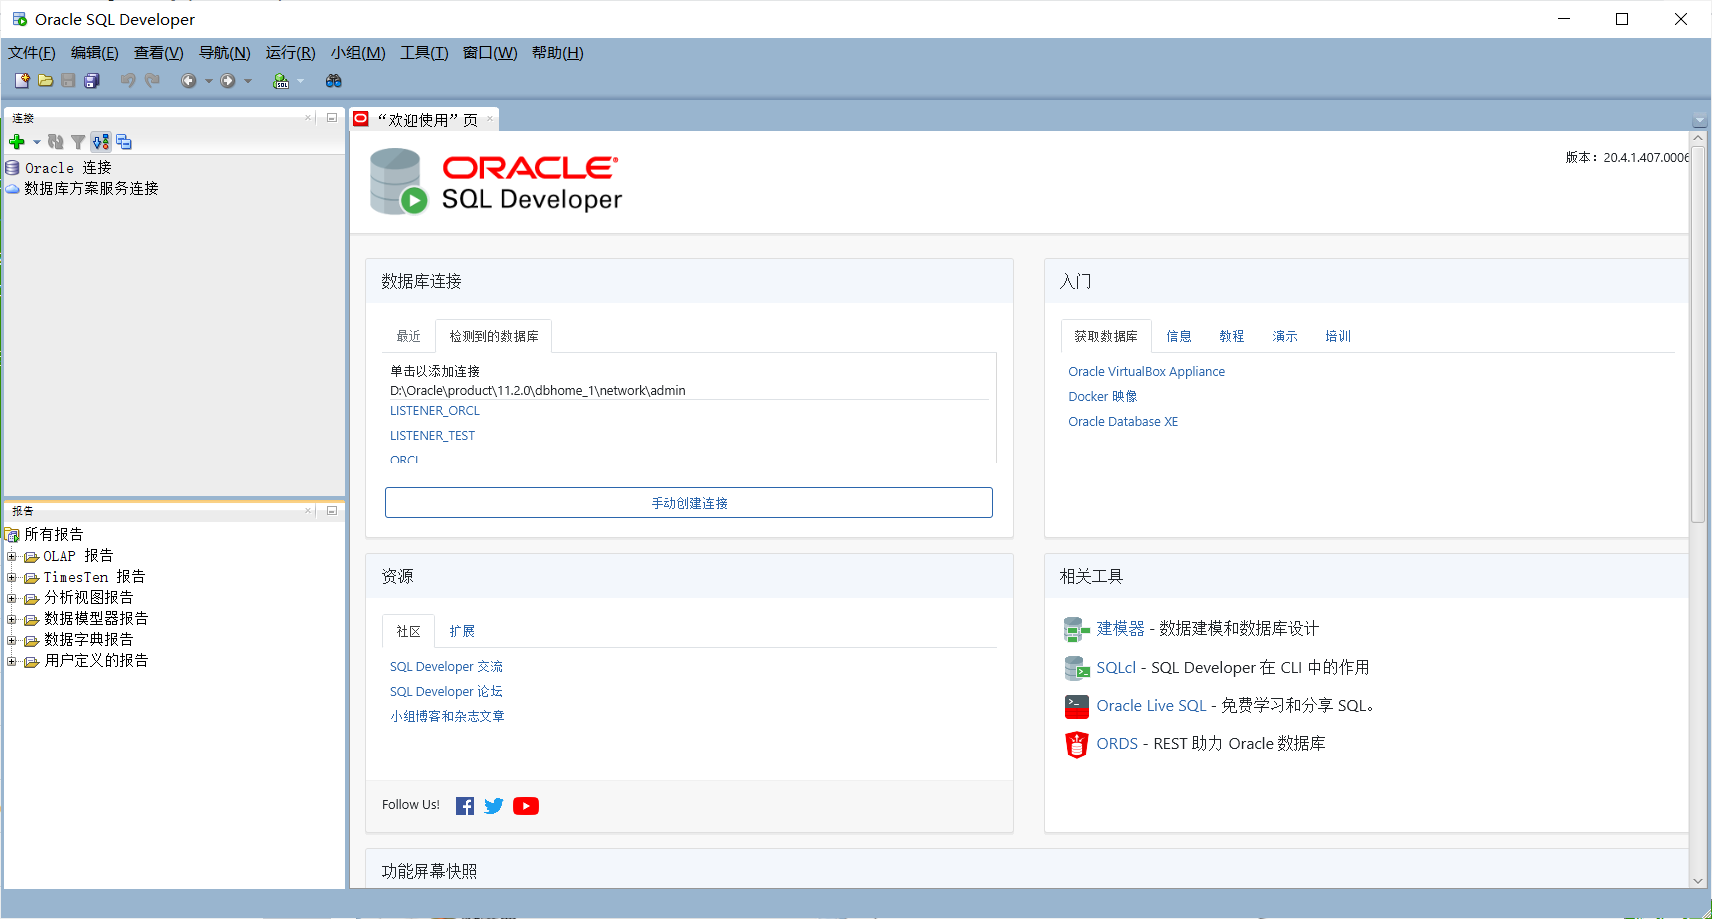 Oracle SQL Developer
文件(F) 编辑(E) 查看(V) 导航(N) 运行(R) 小组(M) 工具(T) 窗口(W) 帮助(H)
连接
Oracle 连接
数据库方案服务连接
报告
所有报告
OLAP 报告
TimesTen 报告
分析视图报告
数据模型器报告
数据字典报告
用户定义的报告
“欢迎使用” 页
ORACLE
SQL Developer
版本: 20.4.1.407.0006
数据库连接
最近 检测到的数据库
单击以添加连接
D:\Oracle\product\11.2.0\dbhome_1\network\admin
LISTENER_ORCL
LISTENER_TEST
ORCL
手动创建连接
入门
获取数据库 信息 教程 演示 培训
Oracle VirtualBox Appliance
Docker 映像
Oracle Database XE
资源
社区 扩展
SQL Developer 交流
SQL Developer 论坛
小组博客和杂志文章
Follow Us!
相关工具
建模器 - 数据建模和数据库设计
SQLcl - SQL Developer 在 CLI 中的作用
Oracle Live SQL - 免费学习和分享 SQL。
ORDS - REST 助力 Oracle 数据库
功能屏幕快照